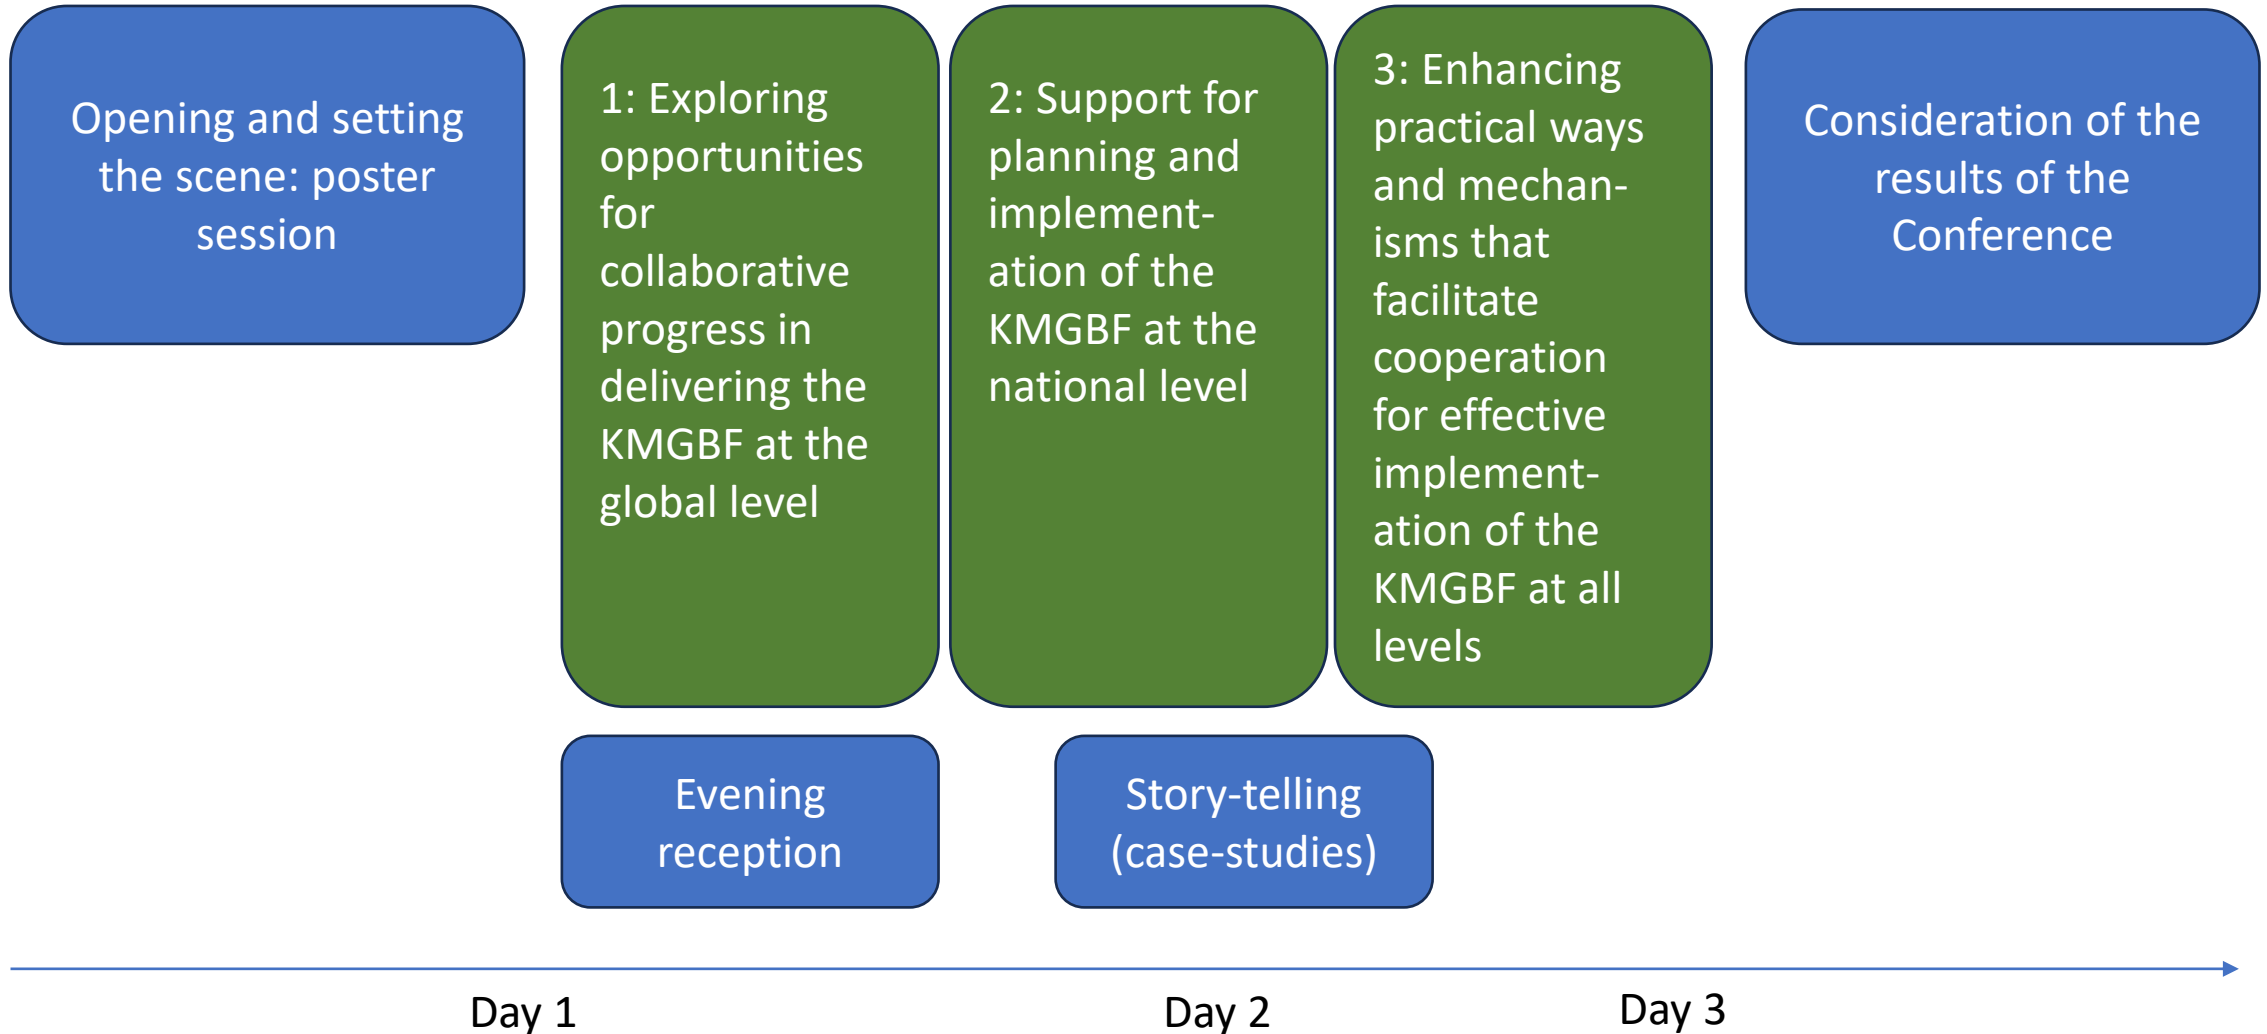 Opening and setting
the scene: poster
session
1: Exploring
opportunities
for
collaborative
progress in
delivering the
KMGBF at the
global level
2: Support for
planning and
implement-
ation of the
KMGBF at the
national level
3: Enhancing
practical ways
and mechan-
isms that
facilitate
cooperation
for effective
implement-
ation of the
KMGBF at all
levels
Consideration of the
results of the
Conference
Evening
reception
Story-telling
(case-studies)
Day 1
Day 2
Day 3